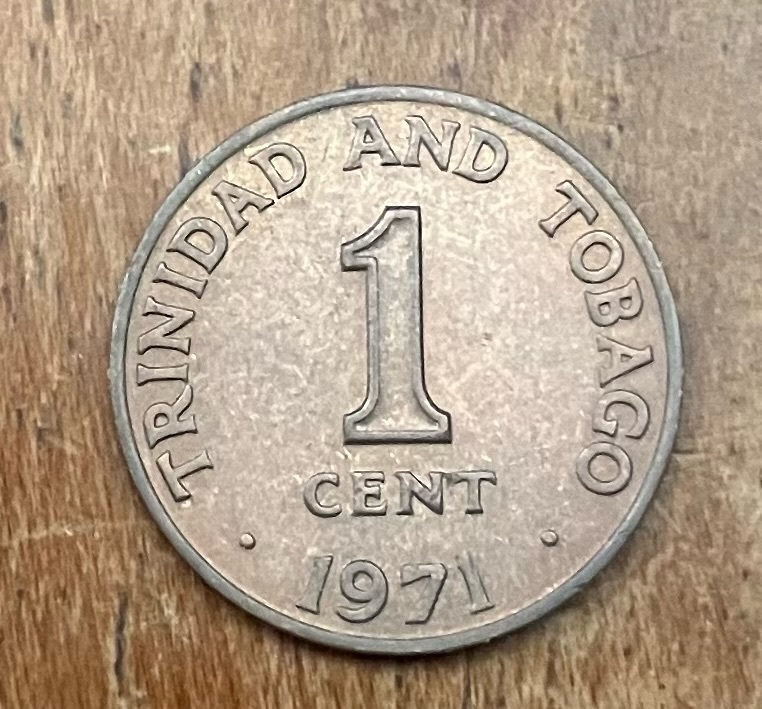 TRINIDAD AND TOBAGO
1
CENT
· 1971 ·